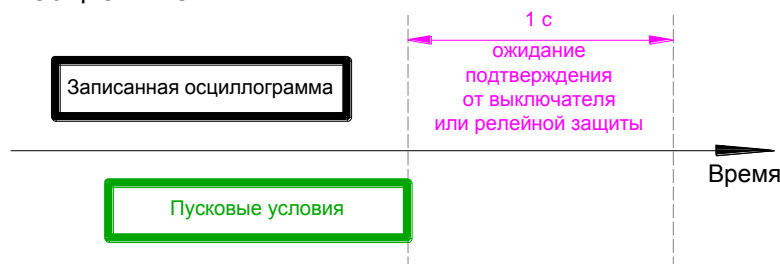 1 с
ожидание
подтверждения
от выключателя
или релейной защиты
Записанная осциллограмма
Время
Пусковые условия